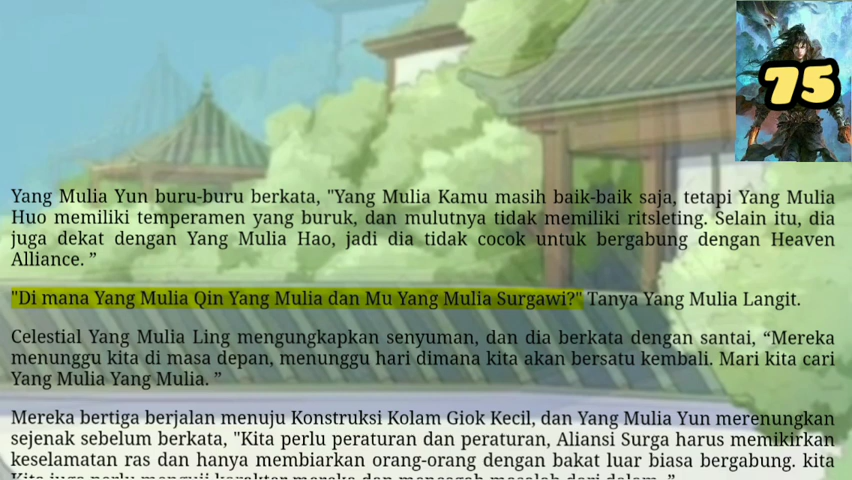 75
Yang Mulia Yun buru-buru berkata, "Yang Mulia Kamu masih baik-baik saja, tetapi Yang Mulia
Huo memiliki temperamen yang buruk, dan mulutnya tidak memiliki ritsleting. Selain itu, dia
juga dekat dengan Yang Mulia Hao, jadi dia tidak cocok untuk bergabung dengan Heaven
Alliance. ”
"Di mana Yang Mulia Qin Yang Mulia dan Mu Yang Mulia Surgawi?" Tanya Yang Mulia Langit.
Celestial Yang Mulia Ling mengungkapkan senyuman, dan dia berkata dengan santai, “Mereka
menunggu kita di masa depan, menunggu hari dimana kita akan bersatu kembali. Mari kita cari
Yang Mulia Yang Mulia. ”
Mereka bertiga berjalan menuju Konstruksi Kolam Giok Kecil, dan Yang Mulia Yun merenungkan
sejenak sebelum berkata, "Kita perlu peraturan dan peraturan, Aliansi Surga harus memikirkan
keselamatan ras dan hanya membiarkan orang-orang dengan bakat luar biasa bergabung. kita